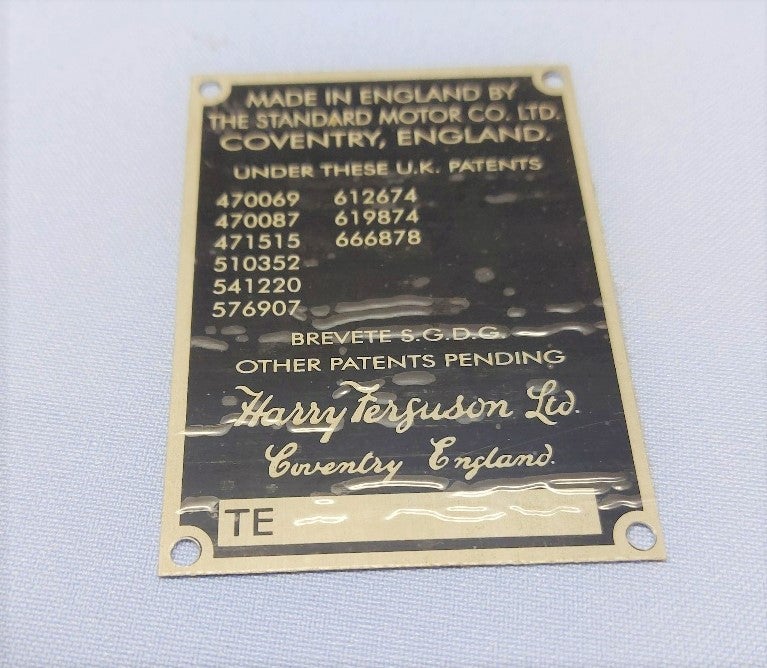 MADE IN ENGLAND BY
THE STANDARD MOTOR CO. LTD.
COVENTRY, ENGLAND.
UNDER THESE U.K. PATENTS
470069 612674
470087 619874
471515 666878
510352
541220
576907
BREVETE S.G.D.G.
OTHER PATENTS PENDING
Harry Ferguson Ltd.
Coventry England.
TE